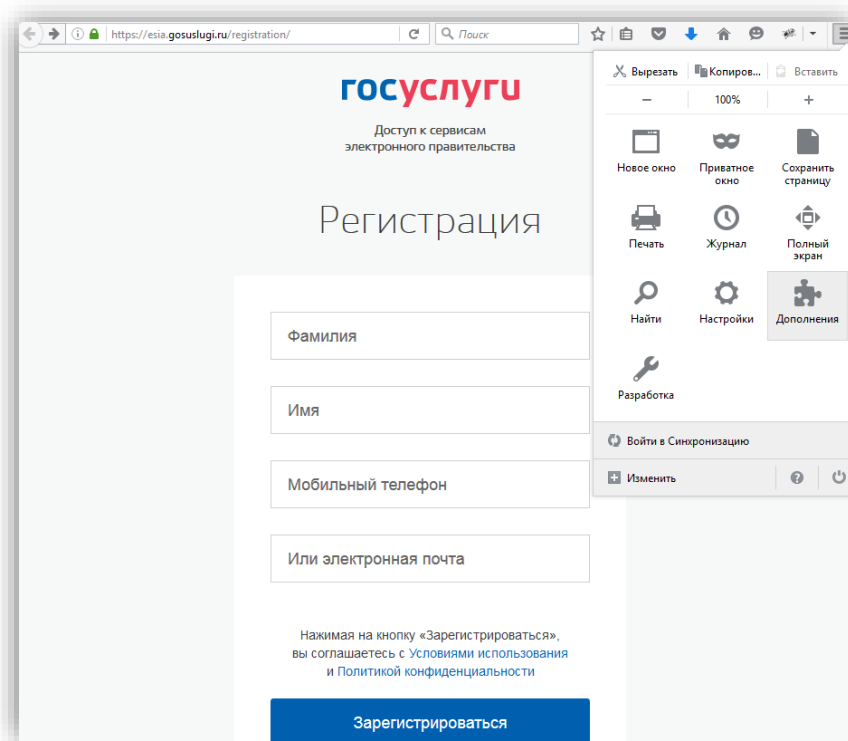 https://esia.gosuslugi.ru/registration/
Поиск
госуслуги
Доступ к сервисам
электронного правительства
Регистрация
Фамилия
Имя
Мобильный телефон
Или электронная почта
Нажимая на кнопку «Зарегистрироваться»,
вы соглашаетесь с Условиями использования
и Политикой конфиденциальности
Зарегистрироваться
Вырезать Копиров... Вставить
− 100% +
Новое окно
Приватное
окно
Сохранить
страницу
Печать
Журнал
Полный
экран
Найти
Настройки
Дополнения
Разработка
Войти в Синхронизацию
Изменить